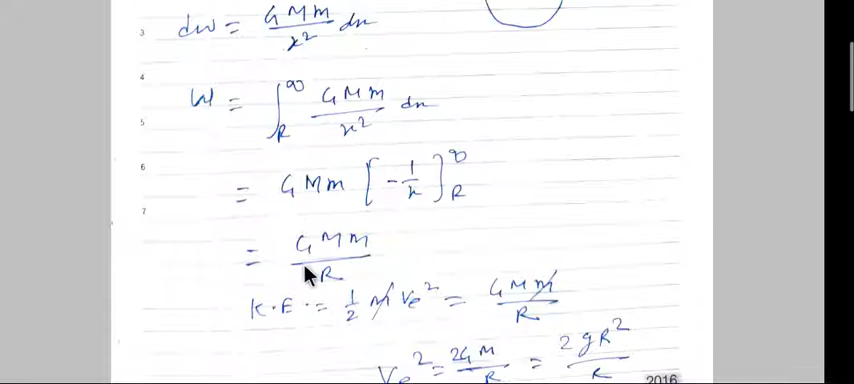 3
dw = GMm/x² dx
4
W = ∫_R^∞ GMm/x² dx
5
6
= GMm [-1/x]_R^∞
7
= GMm/R
K.E. = 1/2 m Ve² = GMm/R
Ve² = 2GM/R = 2gR²/R
2016